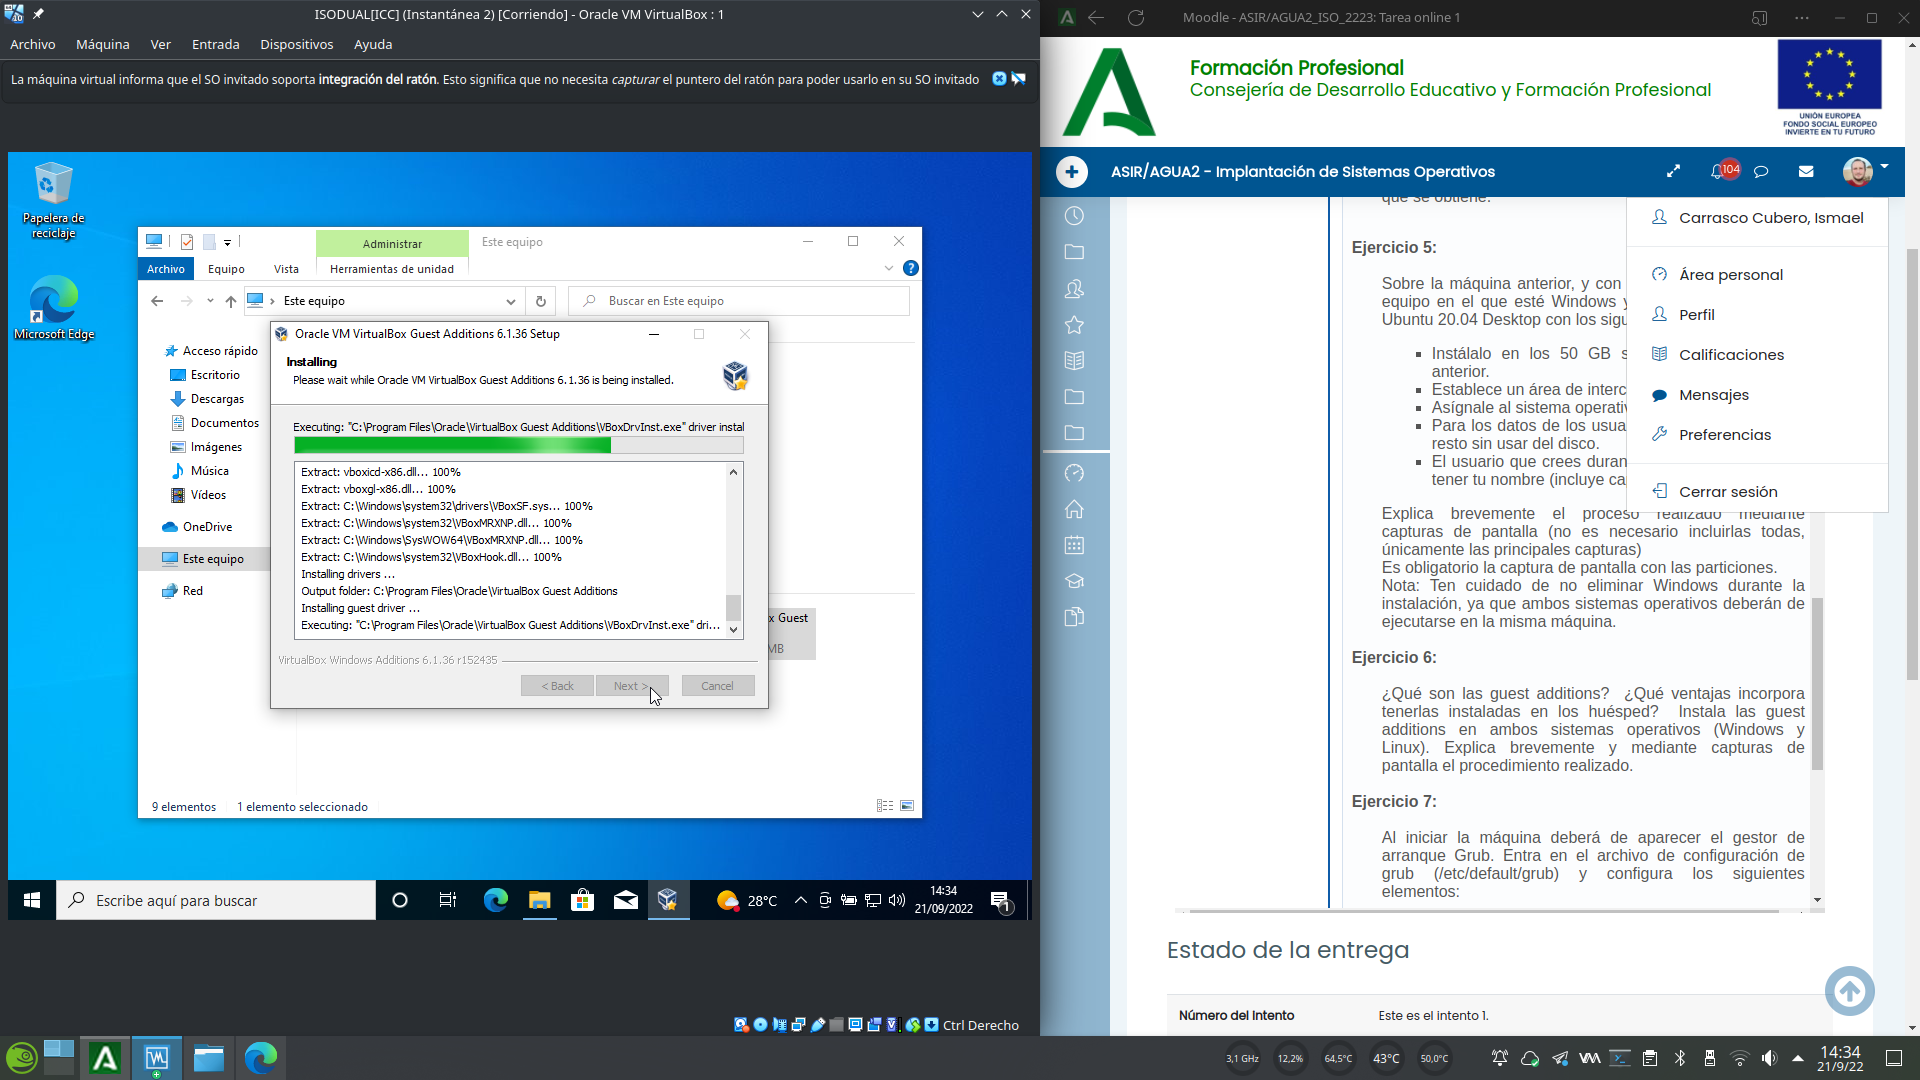 ISODUAL[ICC] (Instantánea 2) [Corriendo] - Oracle VM VirtualBox : 1
Archivo Máquina Ver Entrada Dispositivos Ayuda
La máquina virtual informa que el SO invitado soporta integración del ratón. Esto significa que no necesita capturar el puntero del ratón para poder usarlo en su SO invitado
Papelera de
reciclaje
Microsoft Edge
Administrar
Este equipo
Archivo Equipo Vista Herramientas de unidad
Este equipo
Buscar en Este equipo
Acceso rápido
Escritorio
Descargas
Documentos
Imágenes
Música
Vídeos
OneDrive
Este equipo
Red
x Guest
MB
9 elementos 1 elemento seleccionado
Oracle VM VirtualBox Guest Additions 6.1.36 Setup
Installing
Please wait while Oracle VM VirtualBox Guest Additions 6.1.36 is being installed.
Executing: "C:\Program Files\Oracle\VirtualBox Guest Additions\VBoxDrvInst.exe" driver instal
Extract: vboxicd-x86.dll... 100%
Extract: vboxgl-x86.dll... 100%
Extract: C:\Windows\system32\drivers\VBoxSF.sys... 100%
Extract: C:\Windows\system32\VBoxMRXNP.dll... 100%
Extract: C:\Windows\SysWOW64\VBoxMRXNP.dll... 100%
Extract: C:\Windows\system32\VBoxHook.dll... 100%
Installing drivers ...
Output folder: C:\Program Files\Oracle\VirtualBox Guest Additions
Installing guest driver ...
Executing: "C:\Program Files\Oracle\VirtualBox Guest Additions\VBoxDrvInst.exe" dri...
VirtualBox Windows Additions 6.1.36 r152435
< Back Next > Cancel
Escribe aquí para buscar
28°C
14:34
21/09/2022
1
Ctrl Derecho
Moodle - ASIR/AGUA2_ISO_2223: Tarea online 1
Formación Profesional
Consejería de Desarrollo Educativo y Formación Profesional
UNIÓN EUROPEA
FONDO SOCIAL EUROPEO
INVIERTE EN TU FUTURO
ASIR/AGUA2 - Implantación de Sistemas Operativos
104
que se obtiene.
Carrasco Cubero, Ismael
Área personal
Perfil
Calificaciones
Mensajes
Preferencias
Cerrar sesión
Ejercicio 5:
Sobre la máquina anterior, y con
equipo en el que esté Windows y
Ubuntu 20.04 Desktop con los sigu
Instálalo en los 50 GB s
anterior.
Establece un área de interc
Asígnale al sistema operativ
Para los datos de los usua
resto sin usar del disco.
El usuario que crees duran
tener tu nombre (incluye ca
Explica brevemente el proceso realizado mediante
capturas de pantalla (no es necesario incluirlas todas,
únicamente las principales capturas)
Es obligatorio la captura de pantalla con las particiones.
Nota: Ten cuidado de no eliminar Windows durante la
instalación, ya que ambos sistemas operativos deberán de
ejecutarse en la misma máquina.
Ejercicio 6:
¿Qué son las guest additions? ¿Qué ventajas incorpora
tenerlas instaladas en los huésped? Instala las guest
additions en ambos sistemas operativos (Windows y
Linux). Explica brevemente y mediante capturas de
pantalla el procedimiento realizado.
Ejercicio 7:
Al iniciar la máquina deberá de aparecer el gestor de
arranque Grub. Entra en el archivo de configuración de
grub (/etc/default/grub) y configura los siguientes
elementos:
Estado de la entrega
Número del Intento Este es el intento 1.
3,1 GHz 12,2% 64,5°C 43°C 50,0°C
14:34
21/9/22